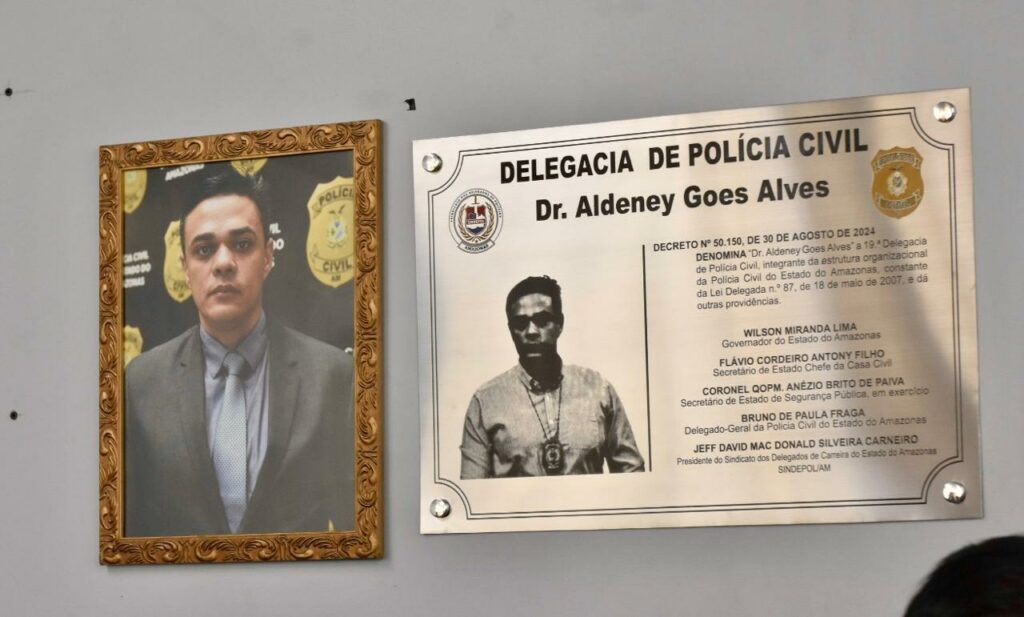 AMAZONAS
POLÍCIA
CIVIL
AM
DELEGACIA DE POLÍCIA CIVIL
Dr. Aldeney Goes Alves
AMAZONAS
DECRETO Nº 50.150, DE 30 DE AGOSTO DE 2024
DENOMINA "Dr. Aldeney Goes Alves" a 19.ª Delegacia
de Polícia Civil, integrante da estrutura organizacional
da Polícia Civil do Estado do Amazonas, constante
da Lei Delegada n.º 87, de 18 de maio de 2007, e dá
outras providências.
WILSON MIRANDA LIMA
Governador do Estado do Amazonas
FLÁVIO CORDEIRO ANTONY FILHO
Secretário de Estado Chefe da Casa Civil
CORONEL QOPM. ANÉZIO BRITO DE PAIVA
Secretário de Estado de Segurança Pública, em exercício
BRUNO DE PAULA FRAGA
Delegado-Geral da Polícia Civil do Estado do Amazonas
JEFF DAVID MAC DONALD SILVEIRA CARNEIRO
Presidente do Sindicato dos Delegados de Carreira do Estado do Amazonas
SINDEPOL/AM